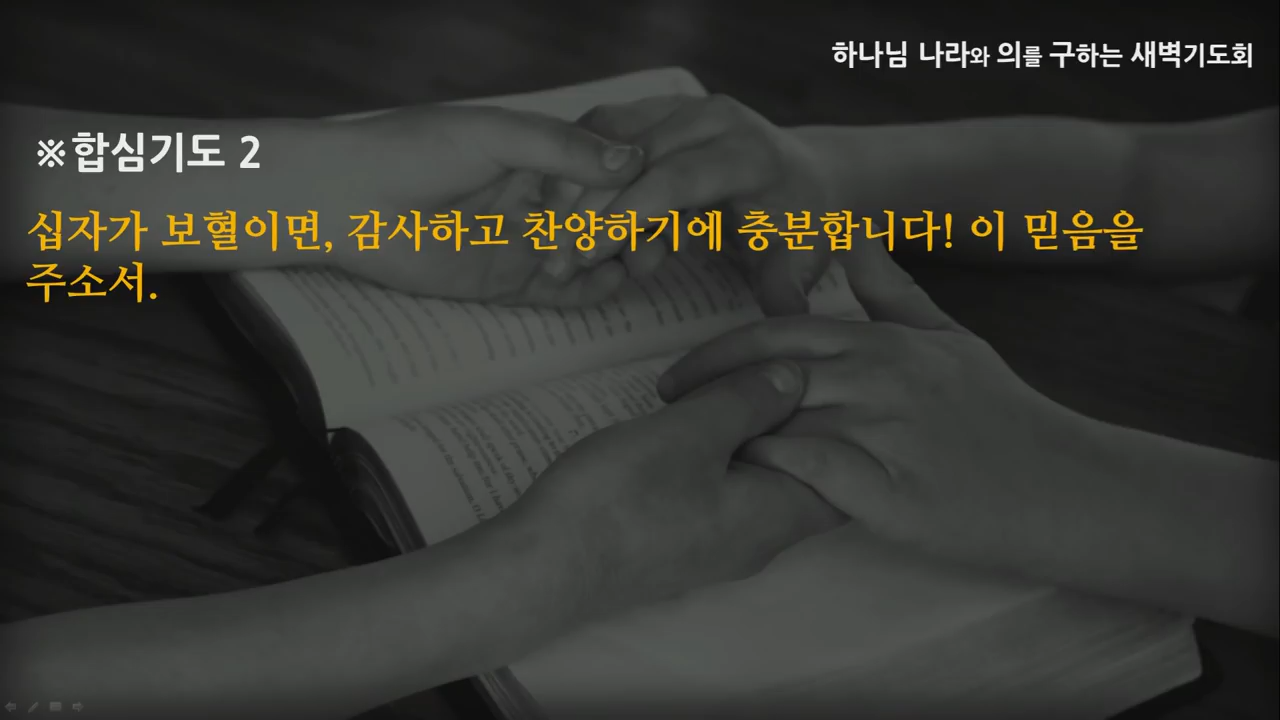 하나님 나라와 의를 구하는 새벽기도회
※합심기도 2
십자가 보혈이면, 감사하고 찬양하기에 충분합니다! 이 믿음을
주소서.